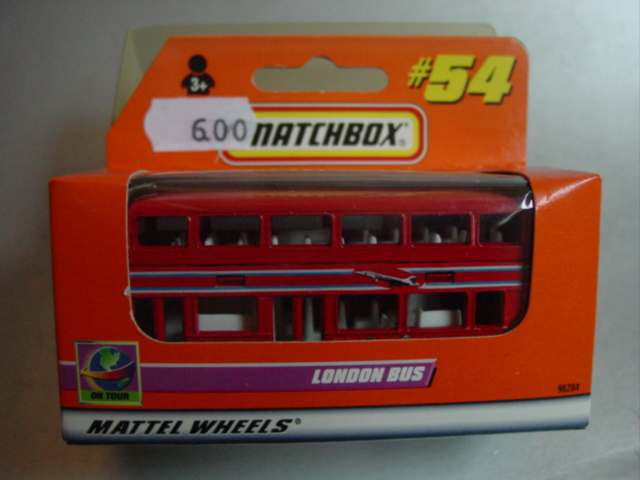 #54
3+
6.00
MATCHBOX®
LONDON BUS
96284
ON TOUR
MATTEL WHEELS®